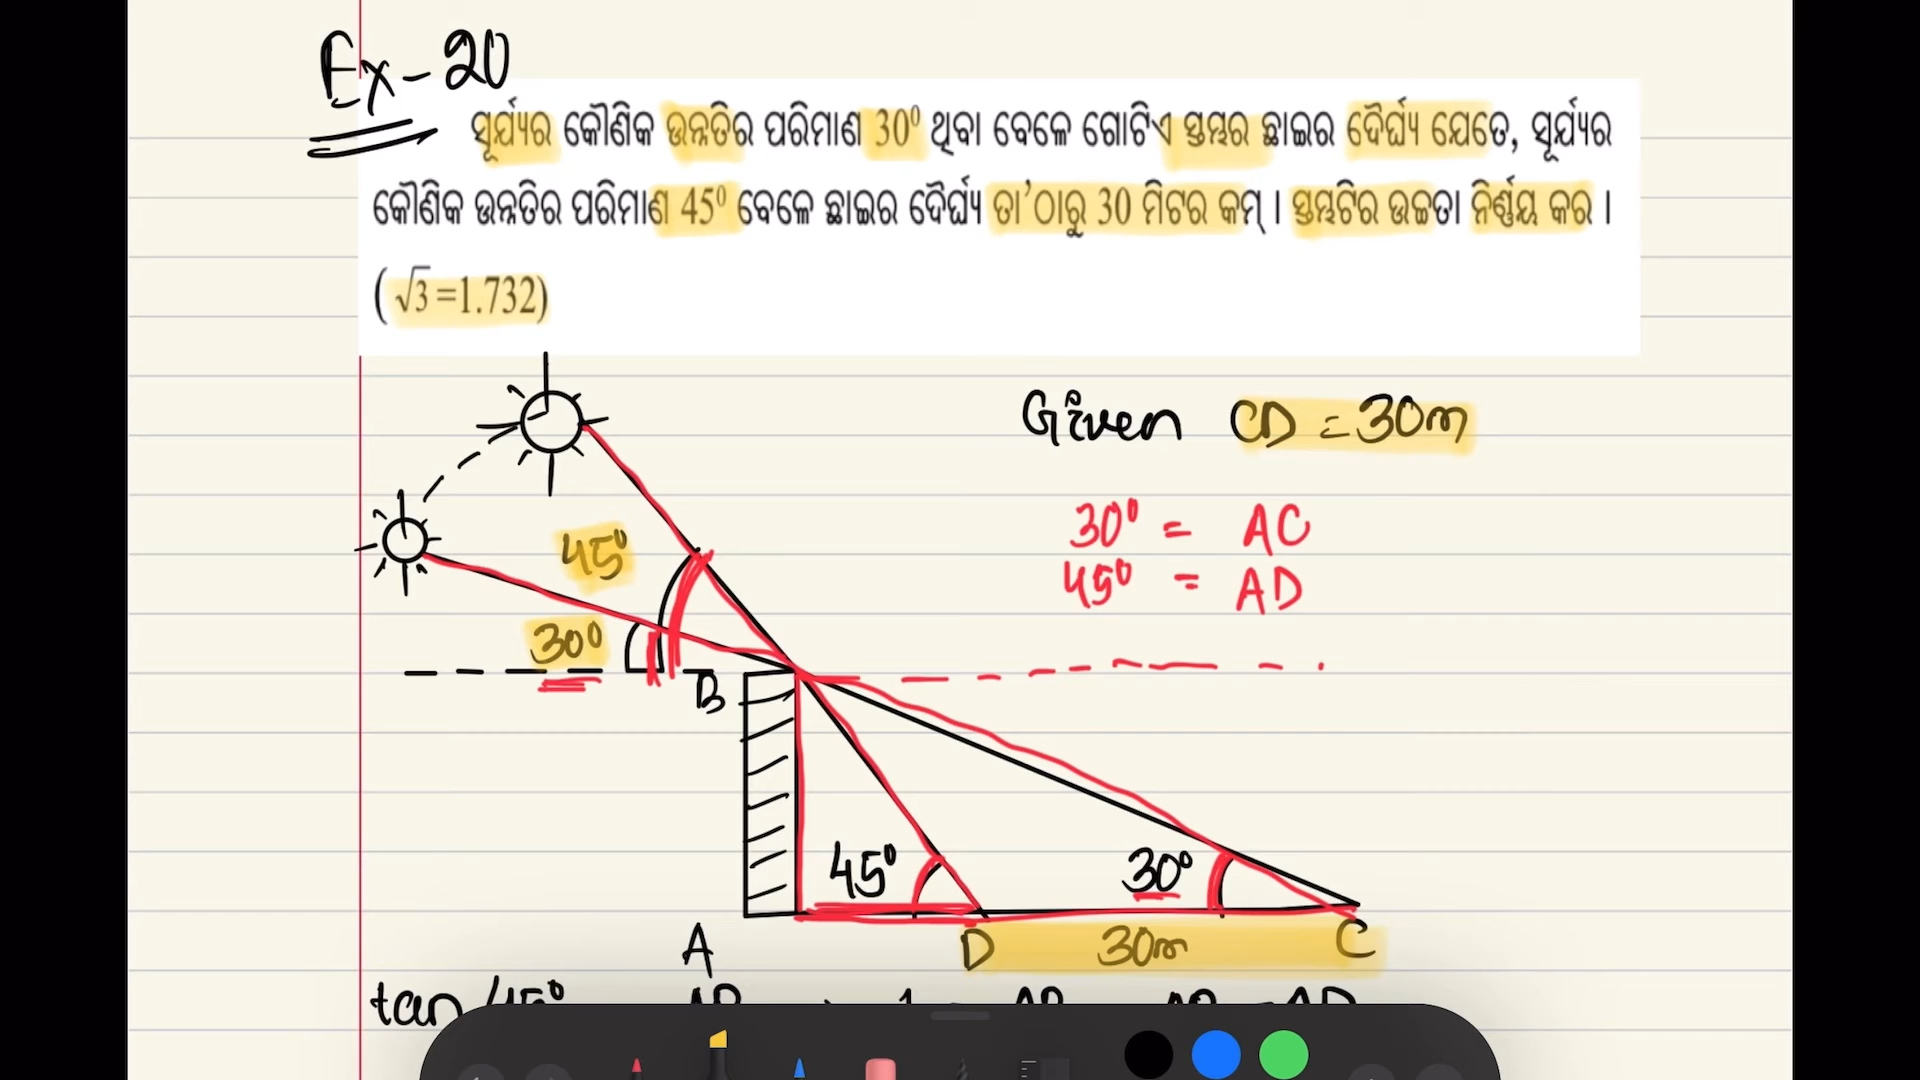 Ex-20
ସୂର୍ଯ୍ୟର କୌଣିକ ଉନ୍ନତିର ପରିମାଣ 30⁰ ଥିବା ବେଳେ ଗୋଟିଏ ସ୍ତମ୍ଭର ଛାଇର ଦୈର୍ଘ୍ୟ ଯେତେ, ସୂର୍ଯ୍ୟର
କୌଣିକ ଉନ୍ନତିର ପରିମାଣ 45⁰ ବେଳେ ଛାଇର ଦୈର୍ଘ୍ୟ ତା'ଠାରୁ 30 ମିଟର କମ୍ । ସ୍ତମ୍ଭଟିର ଉଚ୍ଚତା ନିର୍ଣ୍ଣୟ କର ।
(√3=1.732)
Given CD = 30m
30⁰ = AC
45⁰ = AD
45⁰
30⁰
B
45⁰ 30⁰
A D 30m C
tan 45⁰